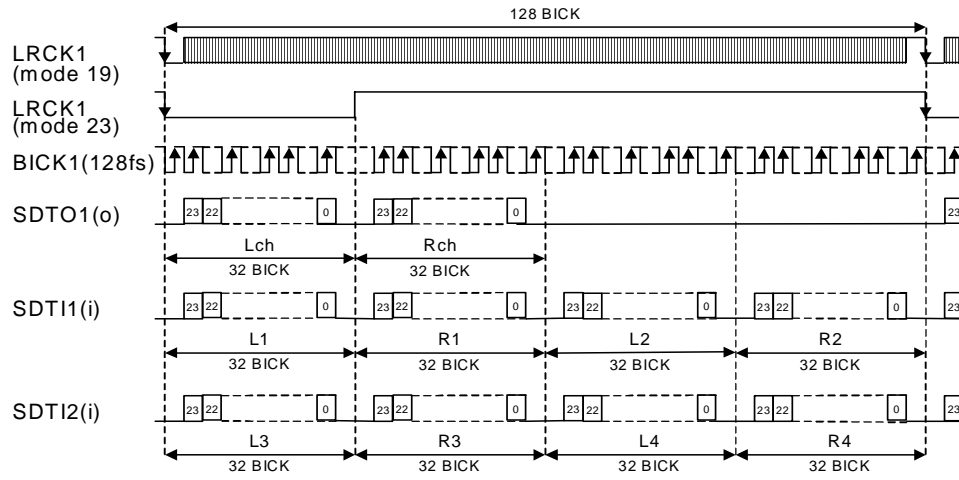 128 BICK
LRCK1
(mode 19)
LRCK1
(mode 23)
BICK1(128fs)
SDTO1(o)
23 22 0 23 22 0 23
Lch Rch
32 BICK 32 BICK
SDTI1(i)
23 22 0 23 22 0 23 22 0 23 22 0 23
L1 R1 L2 R2
32 BICK 32 BICK 32 BICK 32 BICK
SDTI2(i)
23 22 0 23 22 0 23 22 0 23 22 0 23
L3 R3 L4 R4
32 BICK 32 BICK 32 BICK 32 BICK